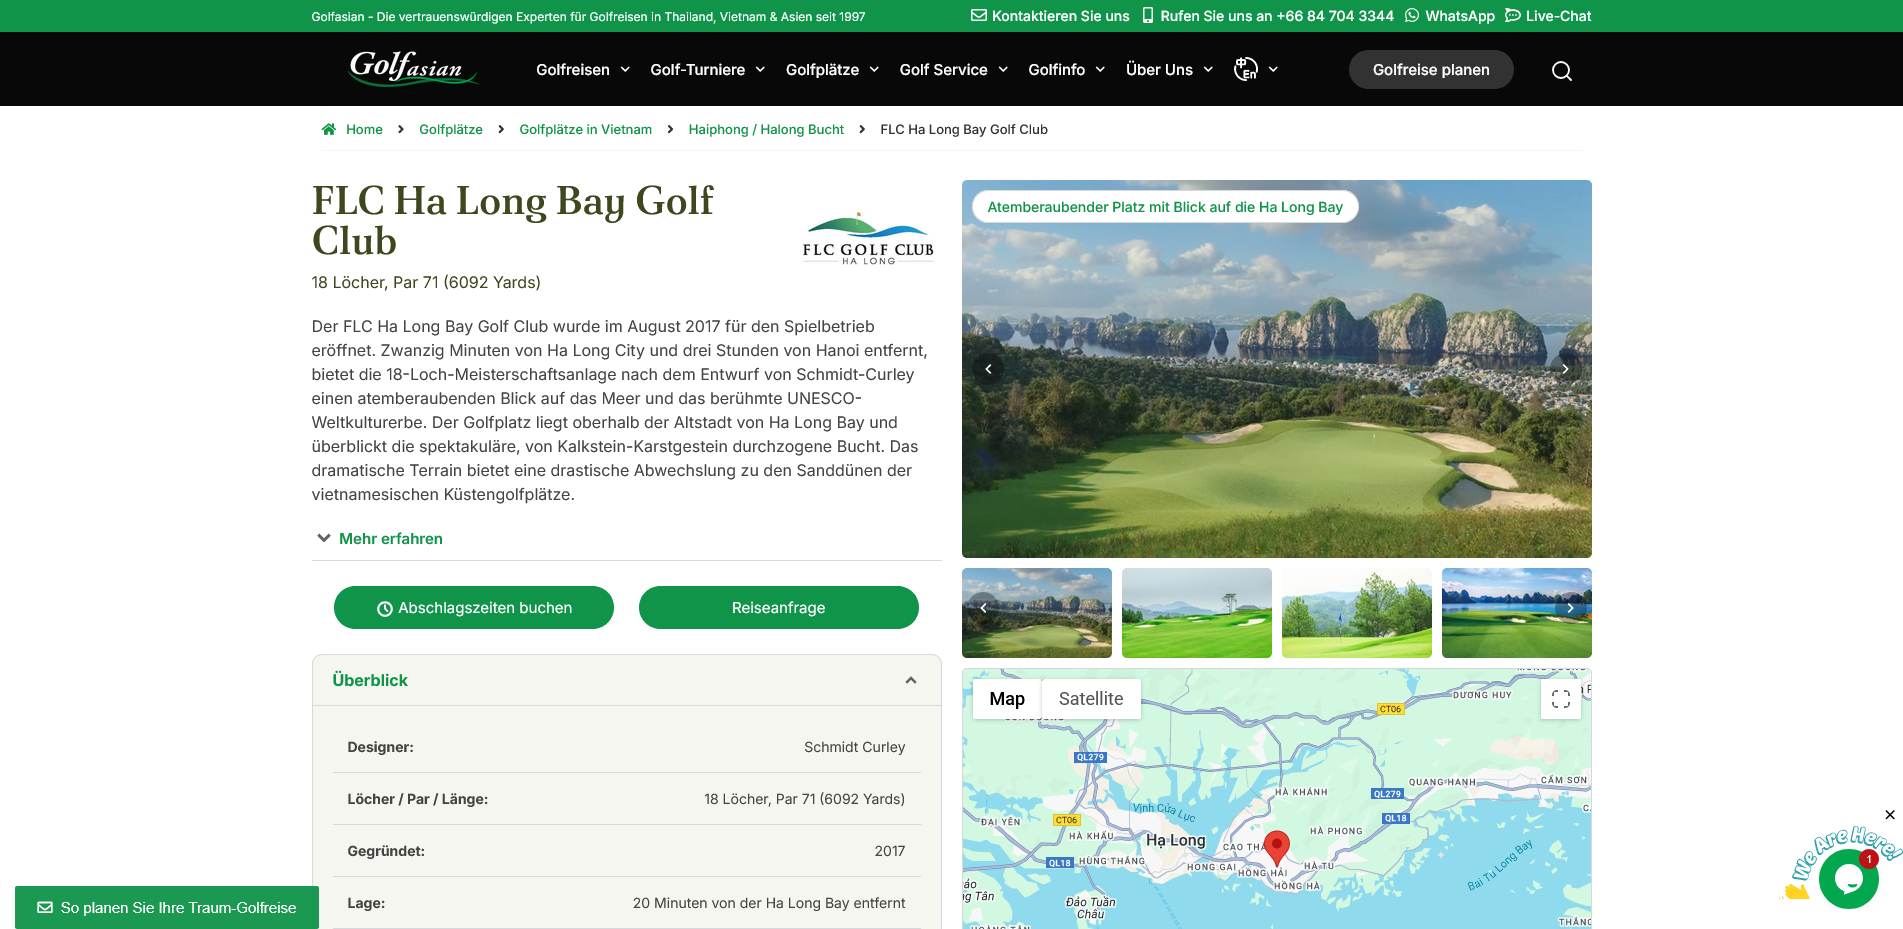 Golfasian - Die vertrauenswürdigen Experten für Golfreisen in Thailand, Vietnam & Asien seit 1997
Kontaktieren Sie uns
Rufen Sie uns an +66 84 704 3344
WhatsApp
Live-Chat
Golfasian
Golfreisen
Golf-Turniere
Golfplätze
Golf Service
Golfinfo
Über Uns
En
Golfreise planen
Home
Golfplätze
Golfplätze in Vietnam
Haiphong / Halong Bucht
FLC Ha Long Bay Golf Club
FLC Ha Long Bay Golf
Club
FLC GOLF CLUB
HA LONG
18 Löcher, Par 71 (6092 Yards)
Der FLC Ha Long Bay Golf Club wurde im August 2017 für den Spielbetrieb
eröffnet. Zwanzig Minuten von Ha Long City und drei Stunden von Hanoi entfernt,
bietet die 18-Loch-Meisterschaftsanlage nach dem Entwurf von Schmidt-Curley
einen atemberaubenden Blick auf das Meer und das berühmte UNESCO-
Weltkulturerbe. Der Golfplatz liegt oberhalb der Altstadt von Ha Long Bay und
überblickt die spektakuläre, von Kalkstein-Karstgestein durchzogene Bucht. Das
dramatische Terrain bietet eine drastische Abwechslung zu den Sanddünen der
vietnamesischen Küstengolfplätze.
Mehr erfahren
Abschlagszeiten buchen
Reiseanfrage
Überblick
Designer:
Schmidt Curley
Löcher / Par / Länge:
18 Löcher, Par 71 (6092 Yards)
Gegründet:
2017
Lage:
20 Minuten von der Ha Long Bay entfernt
So planen Sie Ihre Traum-Golfreise
Atemberaubender Platz mit Blick auf die Ha Long Bay
Map
Satellite
DƯƠNG HUY
CT06
QL279
QUANG HANH
CẨM SƠN
HÀ KHÁNH
QL279
Vịnh Cửa Lục
QL18
ĐẠI YÊN
CT06
HÀ KHẨU
Hạ Long
HÀ PHONG
CAO THẮ
QL18
HÙNG THẮNG
HỒNG GAI
HỒNG HẢI
HÀ TU
HỒNG HÀ
Bai Tu Long Bay
Đảo Tuần
Châu
We Are Here!
1